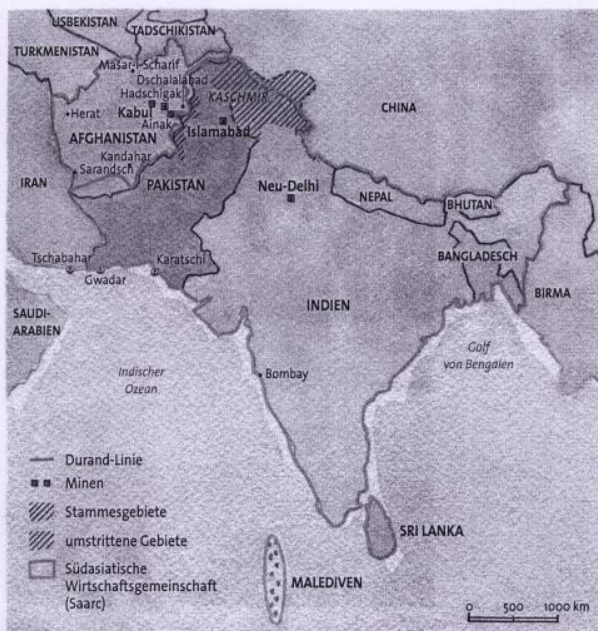 USBEKISTAN
TADSCHIKISTAN
TURKMENISTAN
Masar-i-Scharif
Dschalalabad
Hadschigak
KASCHMIR
CHINA
Herat
Kabul
Ainak
Islamabad
AFGHANISTAN
Kandahar
Sarandsch
IRAN
PAKISTAN
Neu-Delhi
NEPAL
BHUTAN
BANGLADESCH
Tschabahar
Karatschi
Gwadar
BIRMA
SAUDI-
ARABIEN
INDIEN
Indischer
Ozean
Golf
von Bengalen
Bombay
Durand-Linie
Minen
Stammesgebiete
umstrittene Gebiete
Südasiatische
Wirtschaftsgemeinschaft
(Saarc)
SRI LANKA
MALEDIVEN
0 500 1000 km